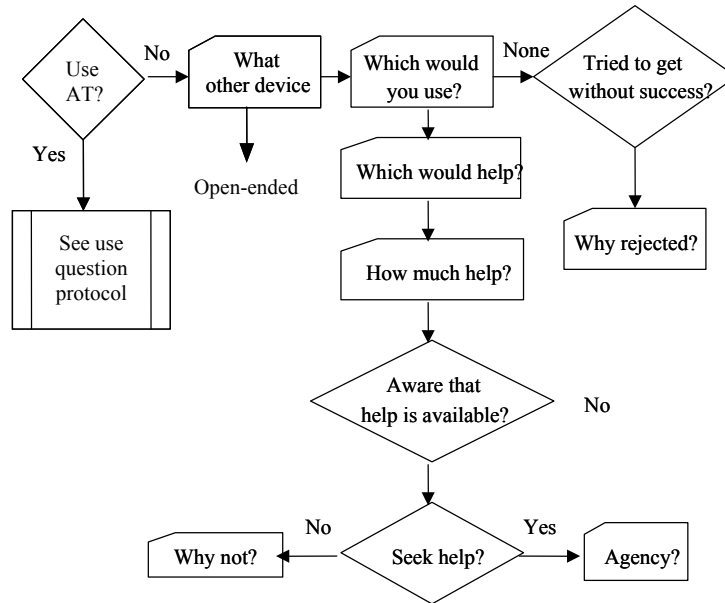 Use
AT?
No
What
other device
Which would
you use?
None
Tried to get
without success?
Yes
Open-ended
Which would help?
See use
question
protocol
Why rejected?
How much help?
Aware that
help is available?
No
No
Yes
Why not?
Seek help?
Agency?